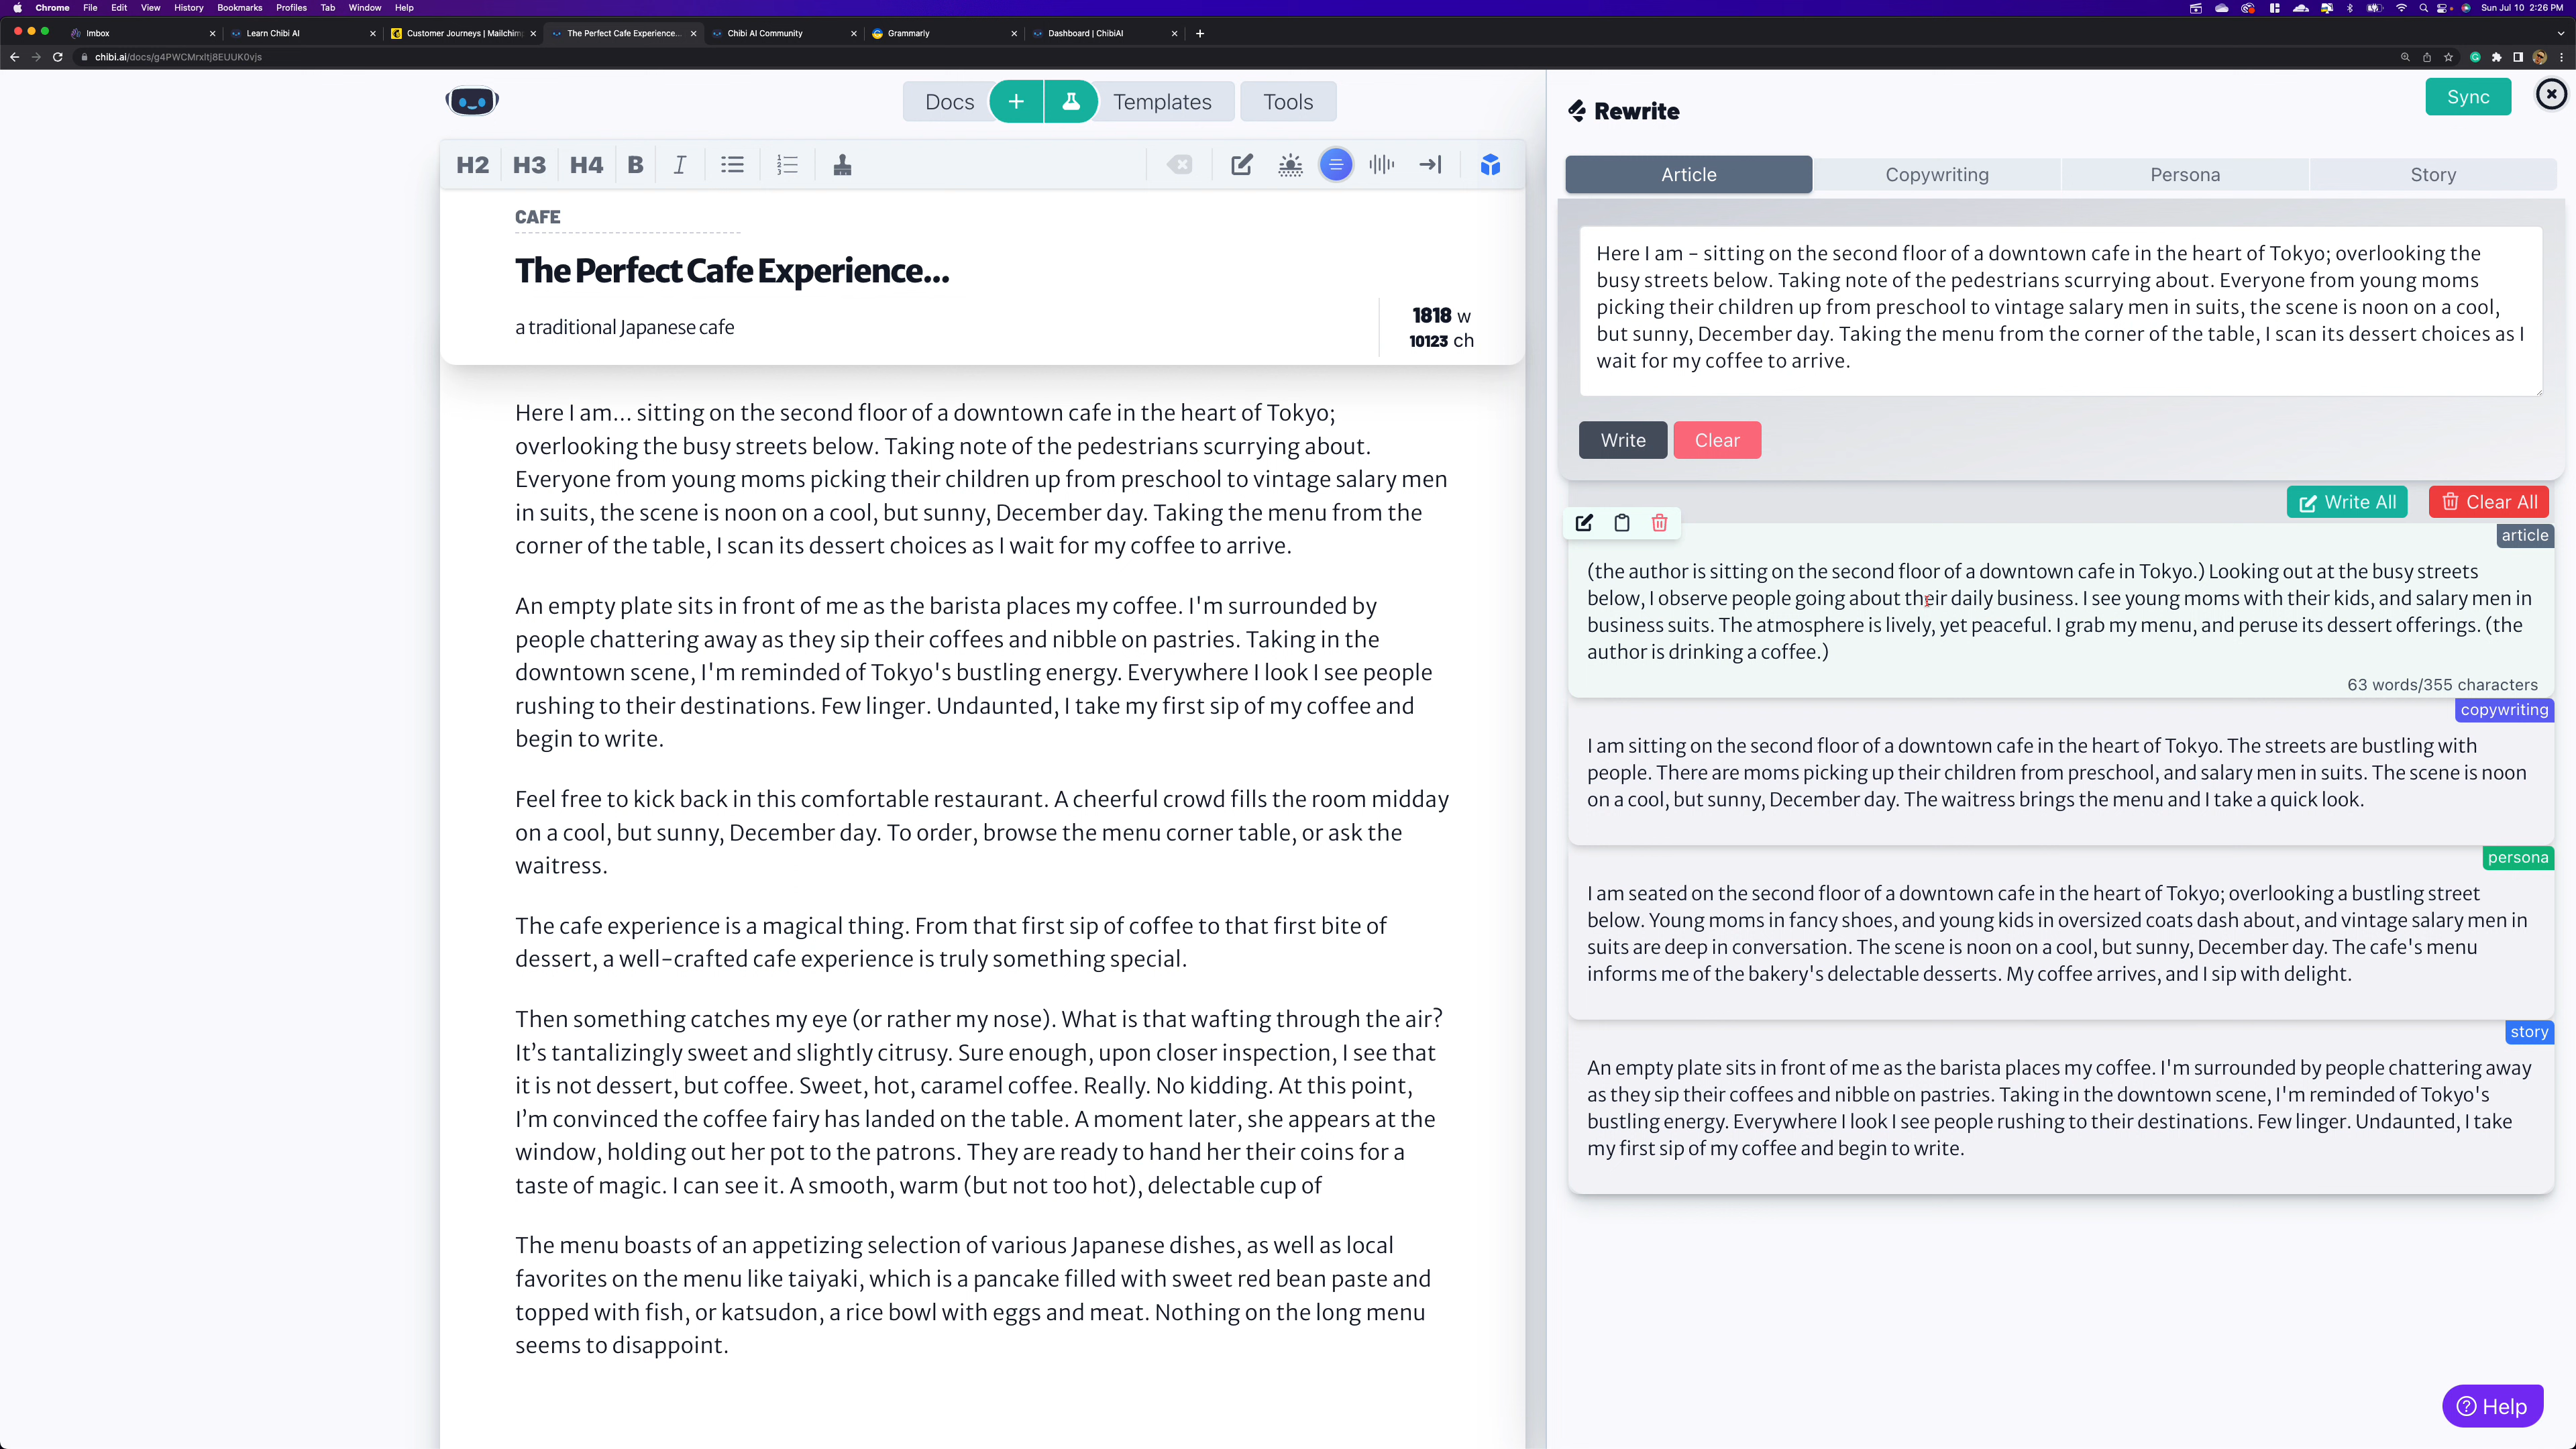 Chrome File Edit View History Bookmarks Profiles Tab Window Help
Sun Jul 10 2:26 PM
Imbox
Learn Chibi AI
Customer Journeys | Mailchim
The Perfect Cafe Experience...
Chibi AI Community
Grammarly
Dashboard | ChibiAI
chibi.ai/docs/g4PWCMrxItj8EUUK0vjs
Docs
Templates
Tools
H2 H3 H4 B I
CAFE
The Perfect Cafe Experience...
a traditional Japanese cafe
1818 w
10123 ch
Here I am... sitting on the second floor of a downtown cafe in the heart of Tokyo;
overlooking the busy streets below. Taking note of the pedestrians scurrying about.
Everyone from young moms picking their children up from preschool to vintage salary men
in suits, the scene is noon on a cool, but sunny, December day. Taking the menu from the
corner of the table, I scan its dessert choices as I wait for my coffee to arrive.
An empty plate sits in front of me as the barista places my coffee. I'm surrounded by
people chattering away as they sip their coffees and nibble on pastries. Taking in the
downtown scene, I'm reminded of Tokyo's bustling energy. Everywhere I look I see people
rushing to their destinations. Few linger. Undaunted, I take my first sip of my coffee and
begin to write.
Feel free to kick back in this comfortable restaurant. A cheerful crowd fills the room midday
on a cool, but sunny, December day. To order, browse the menu corner table, or ask the
waitress.
The cafe experience is a magical thing. From that first sip of coffee to that first bite of
dessert, a well-crafted cafe experience is truly something special.
Then something catches my eye (or rather my nose). What is that wafting through the air?
It’s tantalizingly sweet and slightly citrusy. Sure enough, upon closer inspection, I see that
it is not dessert, but coffee. Sweet, hot, caramel coffee. Really. No kidding. At this point,
I’m convinced the coffee fairy has landed on the table. A moment later, she appears at the
window, holding out her pot to the patrons. They are ready to hand her their coins for a
taste of magic. I can see it. A smooth, warm (but not too hot), delectable cup of
The menu boasts of an appetizing selection of various Japanese dishes, as well as local
favorites on the menu like taiyaki, which is a pancake filled with sweet red bean paste and
topped with fish, or katsudon, a rice bowl with eggs and meat. Nothing on the long menu
seems to disappoint.
Rewrite
Sync
Article
Copywriting
Persona
Story
Here I am - sitting on the second floor of a downtown cafe in the heart of Tokyo; overlooking the
busy streets below. Taking note of the pedestrians scurrying about. Everyone from young moms
picking their children up from preschool to vintage salary men in suits, the scene is noon on a cool,
but sunny, December day. Taking the menu from the corner of the table, I scan its dessert choices as I
wait for my coffee to arrive.
Write
Clear
Write All
Clear All
article
(the author is sitting on the second floor of a downtown cafe in Tokyo.) Looking out at the busy streets
below, I observe people going about their daily business. I see young moms with their kids, and salary men in
business suits. The atmosphere is lively, yet peaceful. I grab my menu, and peruse its dessert offerings. (the
author is drinking a coffee.)
63 words/355 characters
copywriting
I am sitting on the second floor of a downtown cafe in the heart of Tokyo. The streets are bustling with
people. There are moms picking up their children from preschool, and salary men in suits. The scene is noon
on a cool, but sunny, December day. The waitress brings the menu and I take a quick look.
persona
I am seated on the second floor of a downtown cafe in the heart of Tokyo; overlooking a bustling street
below. Young moms in fancy shoes, and young kids in oversized coats dash about, and vintage salary men in
suits are deep in conversation. The scene is noon on a cool, but sunny, December day. The cafe's menu
informs me of the bakery's delectable desserts. My coffee arrives, and I sip with delight.
story
An empty plate sits in front of me as the barista places my coffee. I'm surrounded by people chattering away
as they sip their coffees and nibble on pastries. Taking in the downtown scene, I'm reminded of Tokyo's
bustling energy. Everywhere I look I see people rushing to their destinations. Few linger. Undaunted, I take
my first sip of my coffee and begin to write.
Help